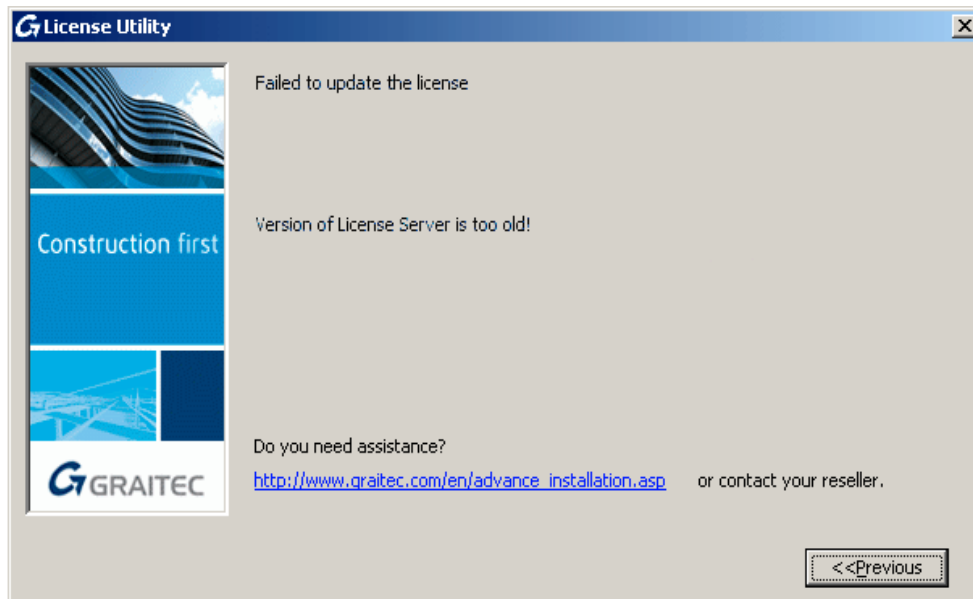 License Utility
Failed to update the license
Version of License Server is too old!
Construction first
Do you need assistance?
http://www.graitec.com/en/advance_installation.asp or contact your reseller.
GRAITEC
<<Previous